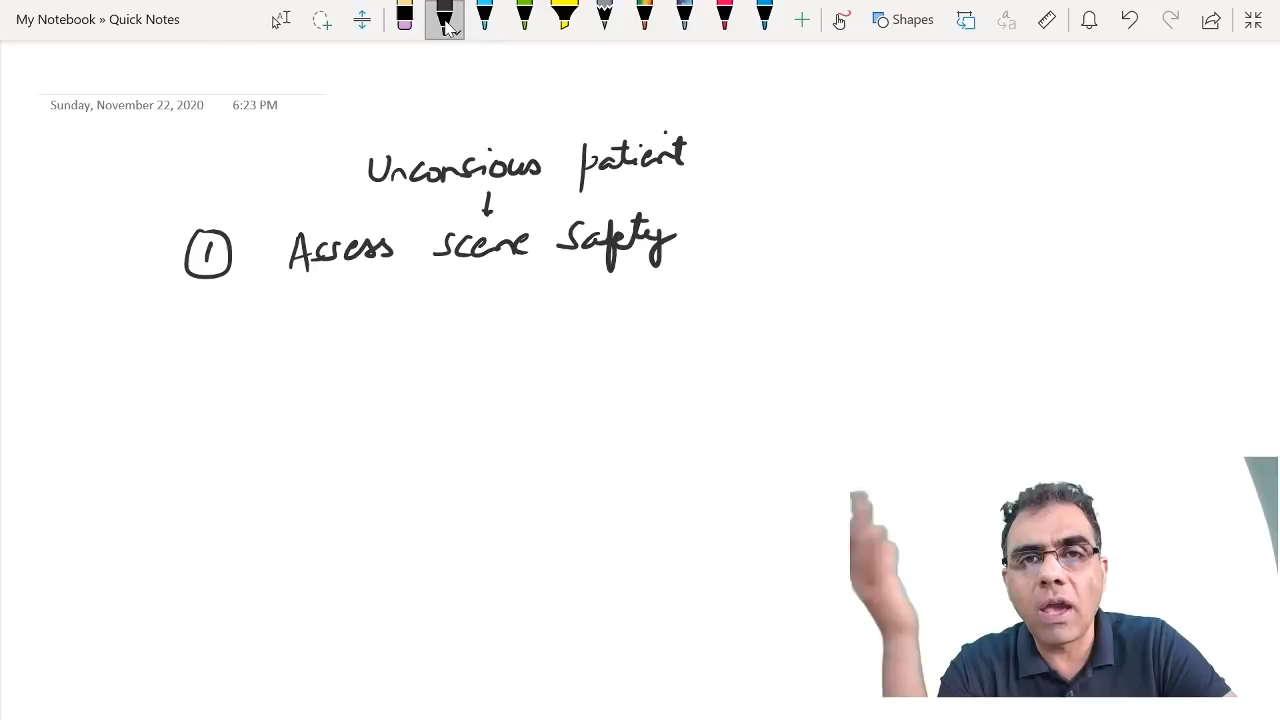 My Notebook » Quick Notes
Shapes
Sunday, November 22, 2020 6:23 PM
Unconscious patient
↓
① Assess scene Safety